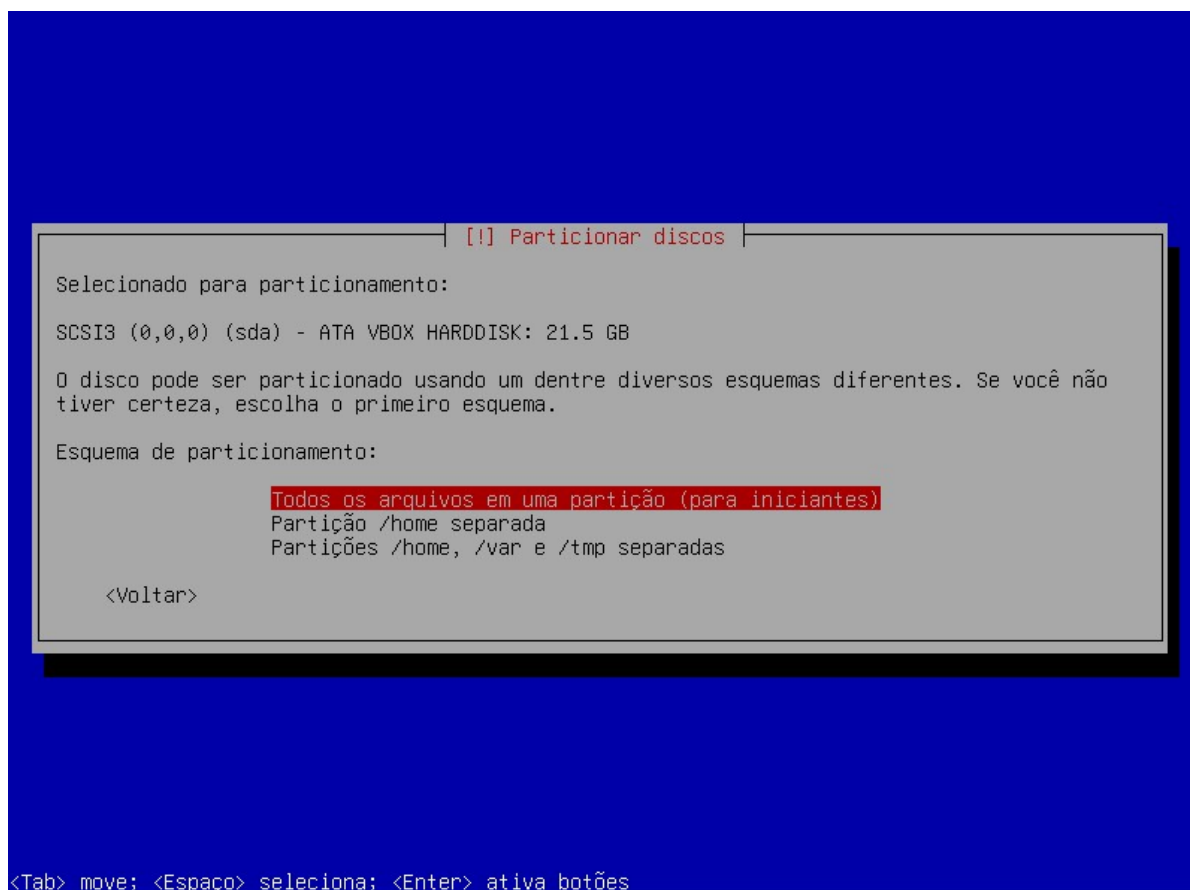 [!] Particionar discos
Selecionado para particionamento:
SCSI3 (0,0,0) (sda) - ATA VBOX HARDDISK: 21.5 GB
O disco pode ser particionado usando um dentre diversos esquemas diferentes. Se você não
tiver certeza, escolha o primeiro esquema.
Esquema de particionamento:
Todos os arquivos em uma partição (para iniciantes)
Partição /home separada
Partições /home, /var e /tmp separadas
<Voltar>
<Tab> move; <Espaço> seleciona; <Enter> ativa botões